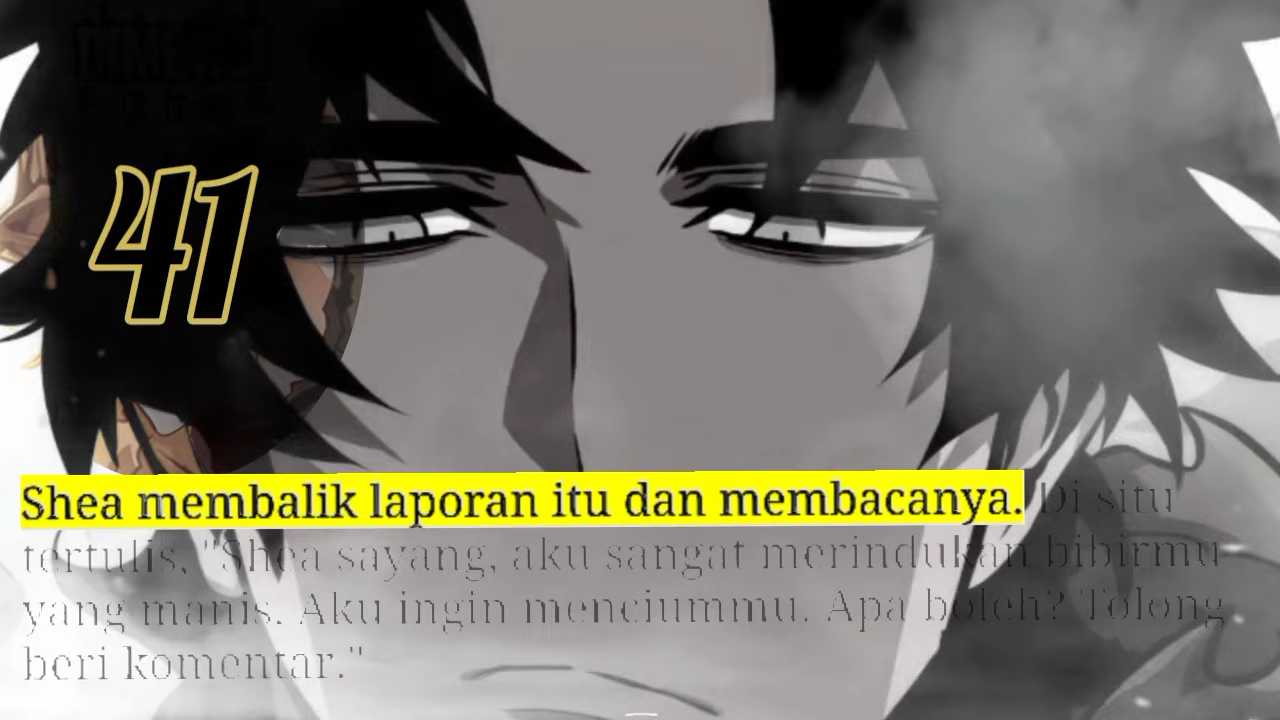 41
Shea membalik laporan itu dan membacanya. Di situ
tertulis, "Shea sayang, aku sangat merindukan bibirmu
yang manis. Aku ingin menciummu. Apa boleh? Tolong
beri komentar."